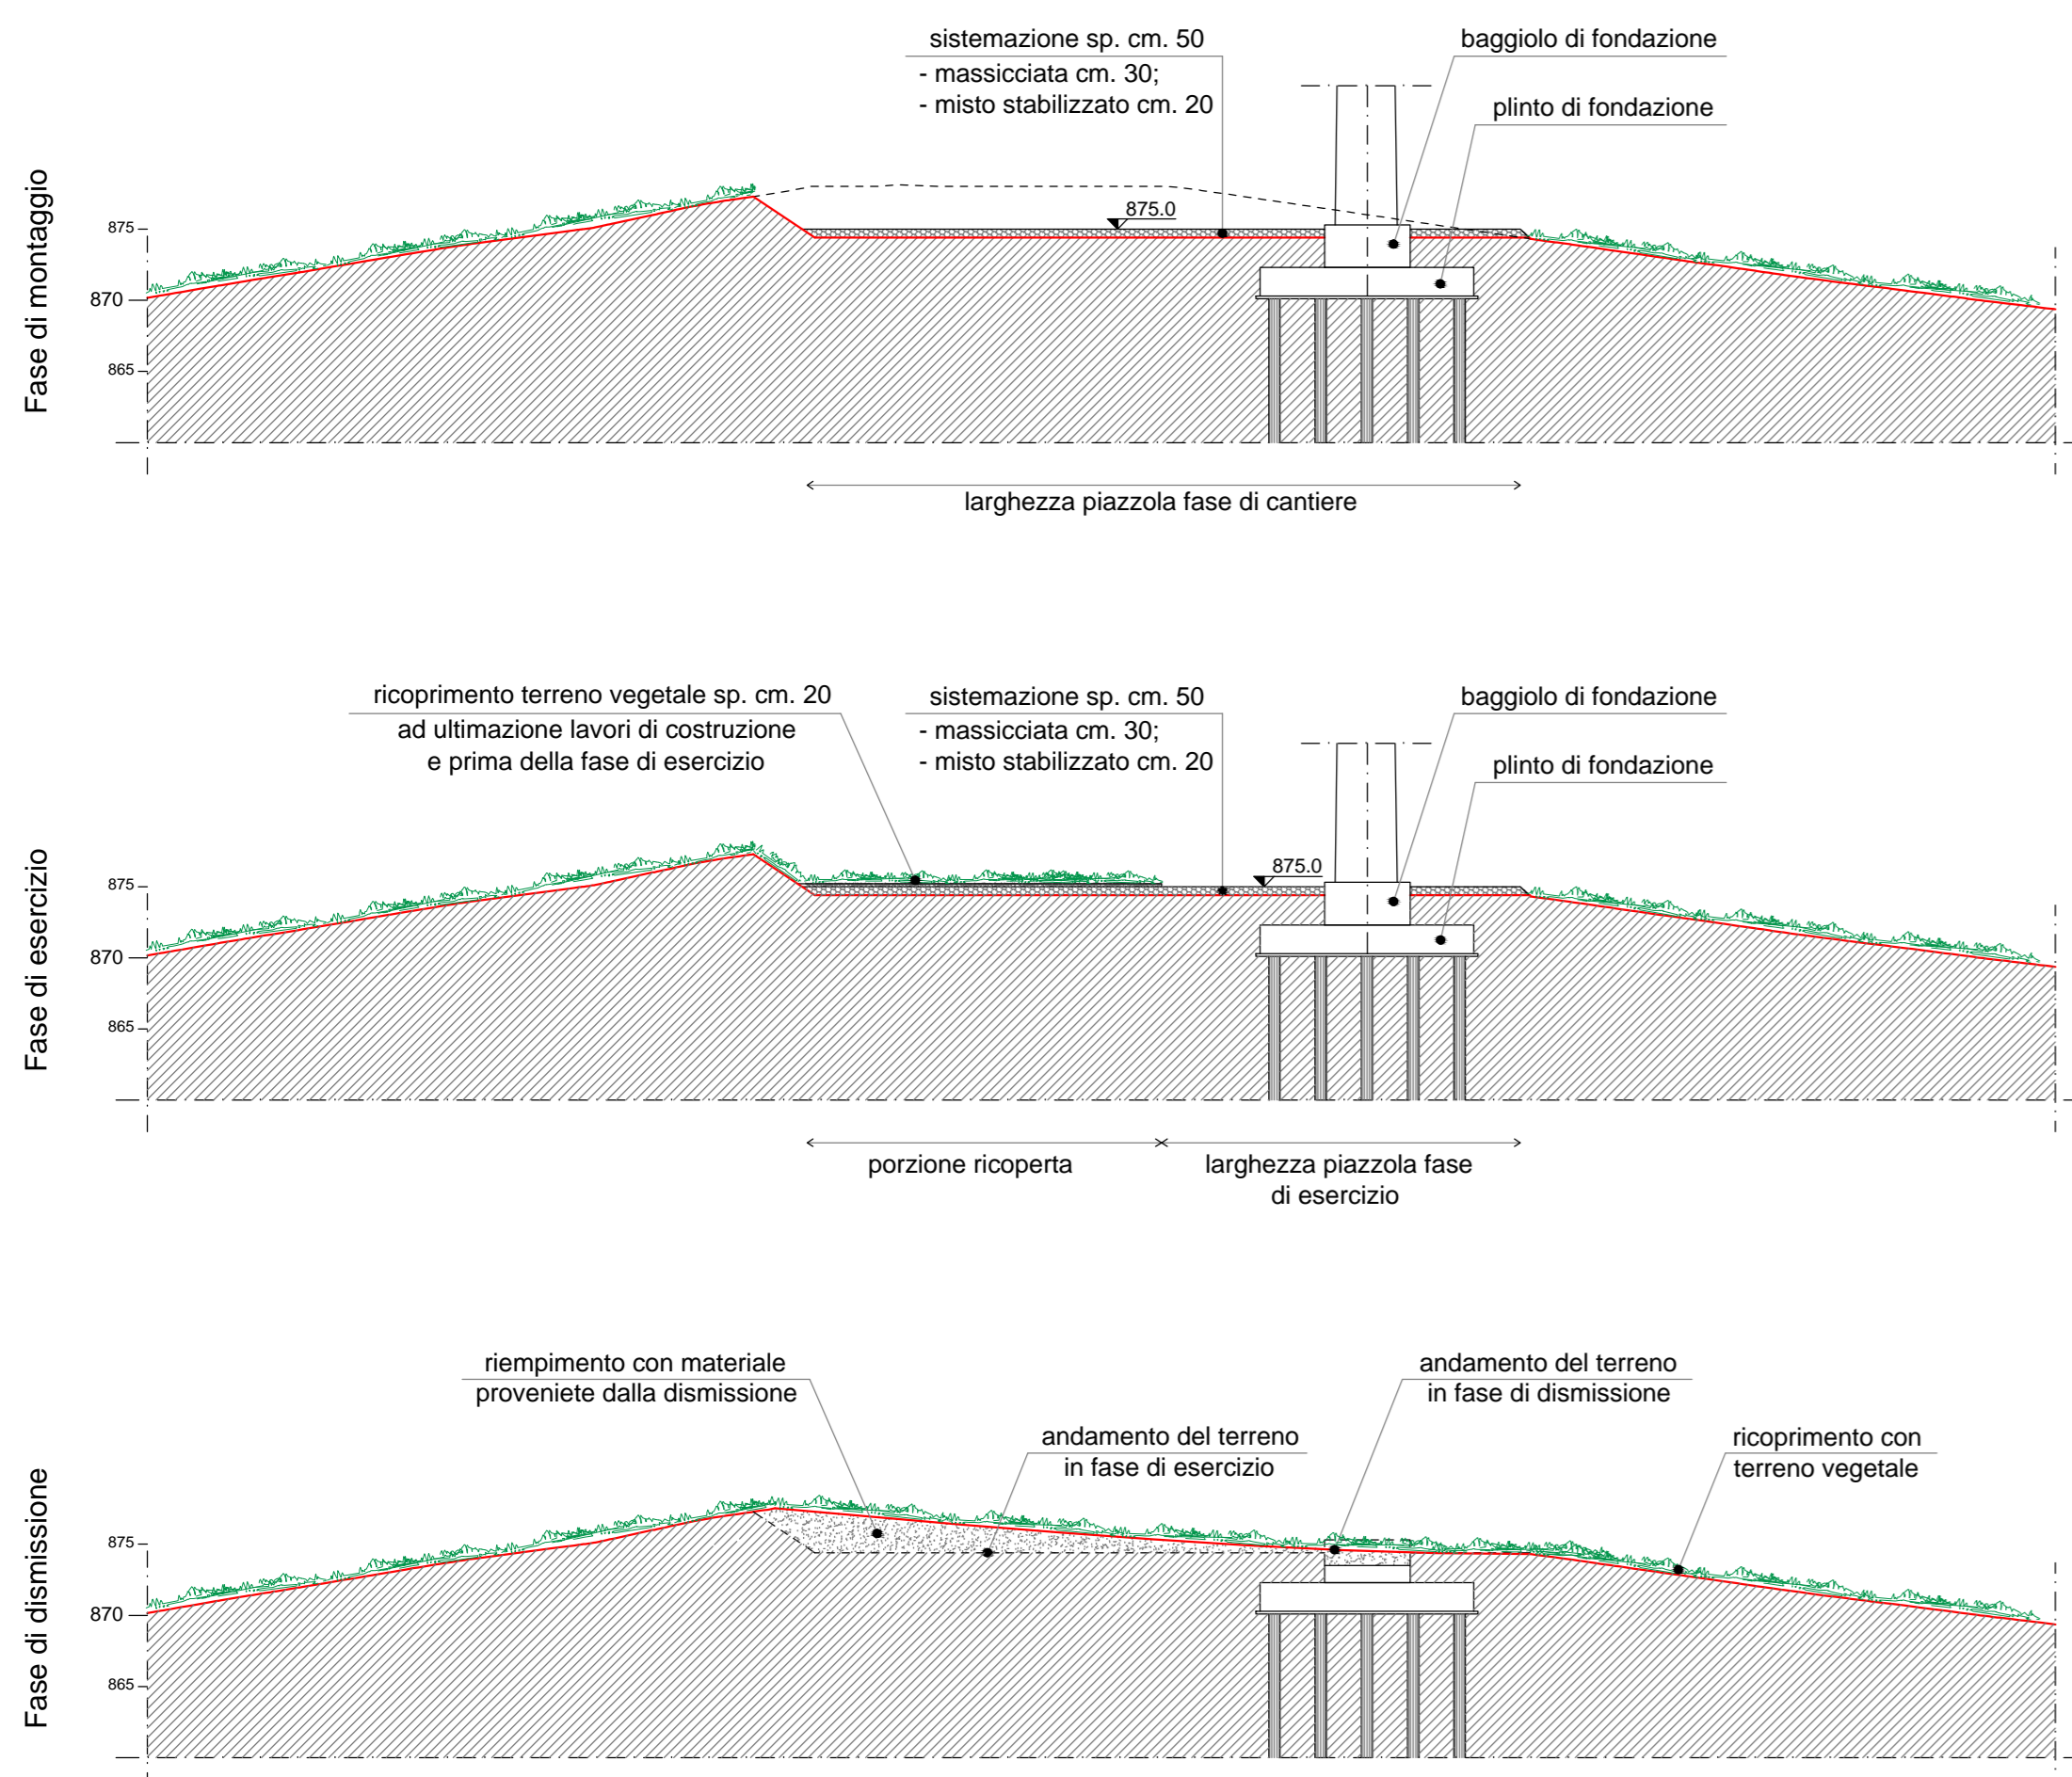 Fase di montaggio
sistemazione sp. cm. 50
- massicciata cm. 30;
- misto stabilizzato cm. 20
baggiolo di fondazione
plinto di fondazione
875.0
875
870
865
larghezza piazzola fase di cantiere
Fase di esercizio
ricoprimento terreno vegetale sp. cm. 20
ad ultimazione lavori di costruzione
e prima della fase di esercizio
sistemazione sp. cm. 50
- massicciata cm. 30;
- misto stabilizzato cm. 20
baggiolo di fondazione
plinto di fondazione
875.0
875
870
865
porzione ricoperta
larghezza piazzola fase
di esercizio
Fase di dismissione
riempimento con materiale
proveniete dalla dismissione
andamento del terreno
in fase di esercizio
andamento del terreno
in fase di dismissione
ricoprimento con
terreno vegetale
875
870
865